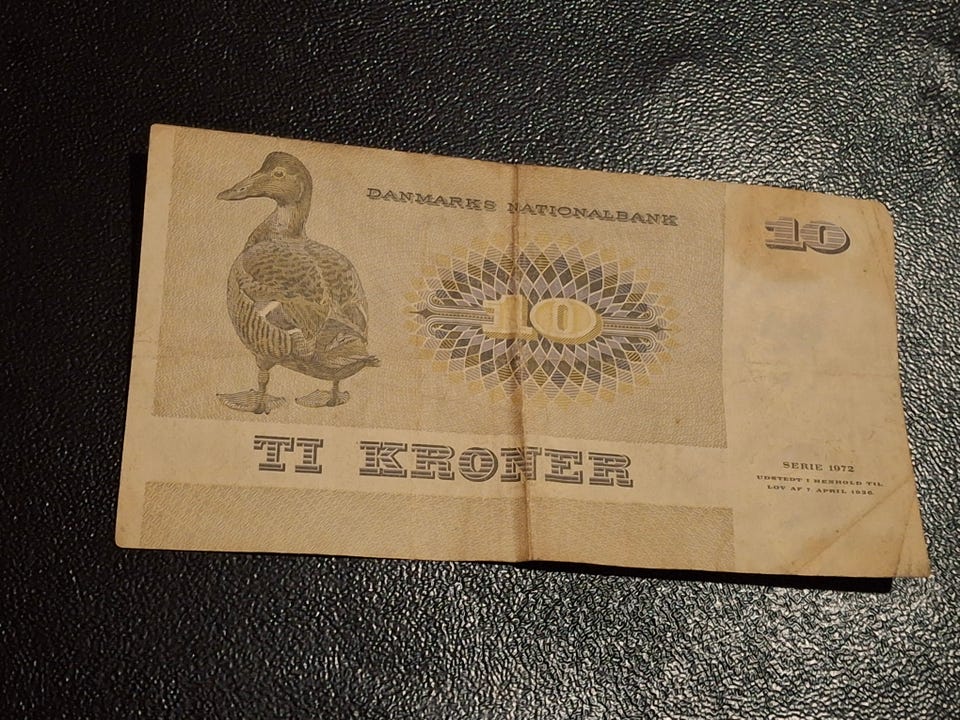 DANMARKS NATIONALBANK
10
10
TI KRONER
SERIE 1972
UDSTEDT I HENHOLD TIL
LOV AF 7. APRIL 1936